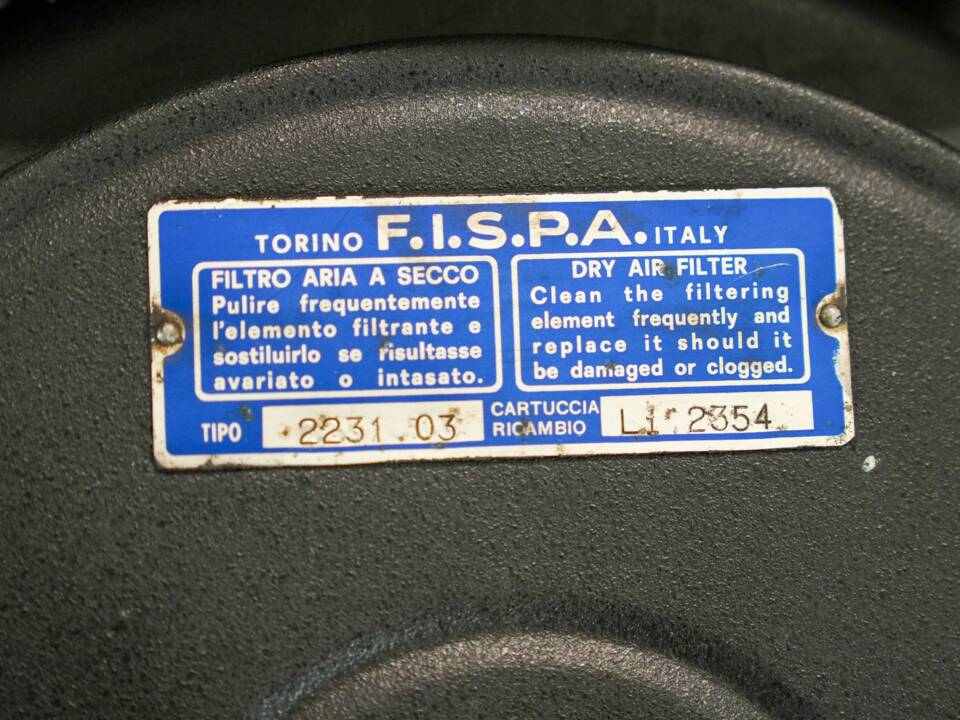 TORINO F.I.S.P.A. ITALY
FILTRO ARIA A SECCO
Pulire frequentemente
l'elemento filtrante e
sostiluirlo se risultasse
avariato o intasato.
DRY AIR FILTER
Clean the filtering
element frequently and
replace it should it
be damaged or clogged.
TIPO 2231.03
CARTUCCIA
RICAMBIO
Li 2354